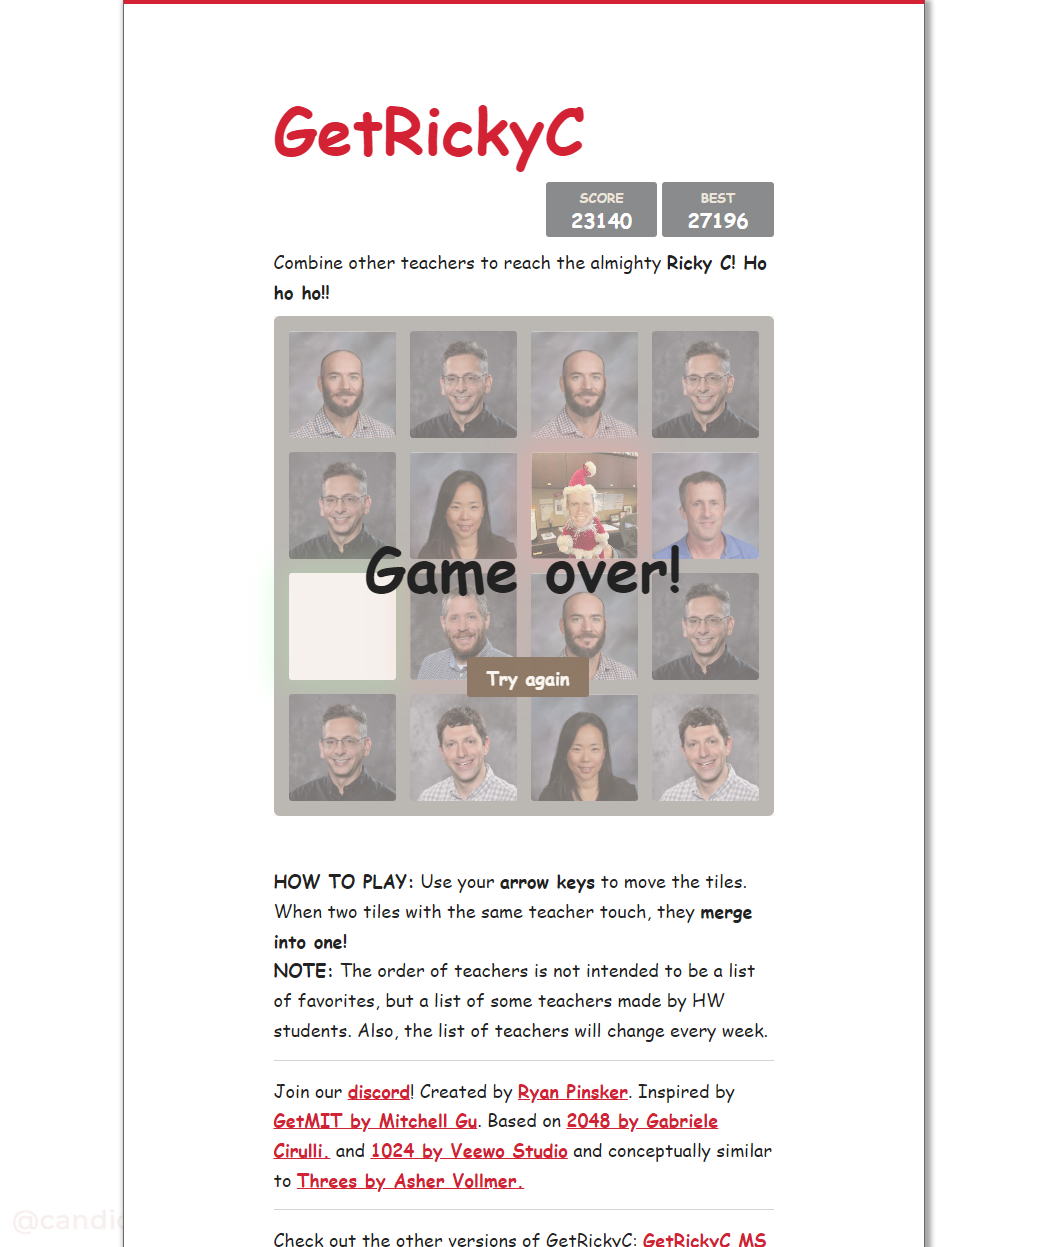 GetRickyC
SCORE
23140
BEST
27196
Combine other teachers to reach the almighty Ricky C! Ho
ho ho!!
Game over!
Try again
HOW TO PLAY: Use your arrow keys to move the tiles.
When two tiles with the same teacher touch, they merge
into one!
NOTE: The order of teachers is not intended to be a list
of favorites, but a list of some teachers made by HW
students. Also, the list of teachers will change every week.
Join our discord! Created by Ryan Pinsker. Inspired by
GetMIT by Mitchell Gu. Based on 2048 by Gabriele
Cirulli. and 1024 by Veewo Studio and conceptually similar
to Threes by Asher Vollmer.
Check out the other versions of GetRickyC: GetRickyC MS